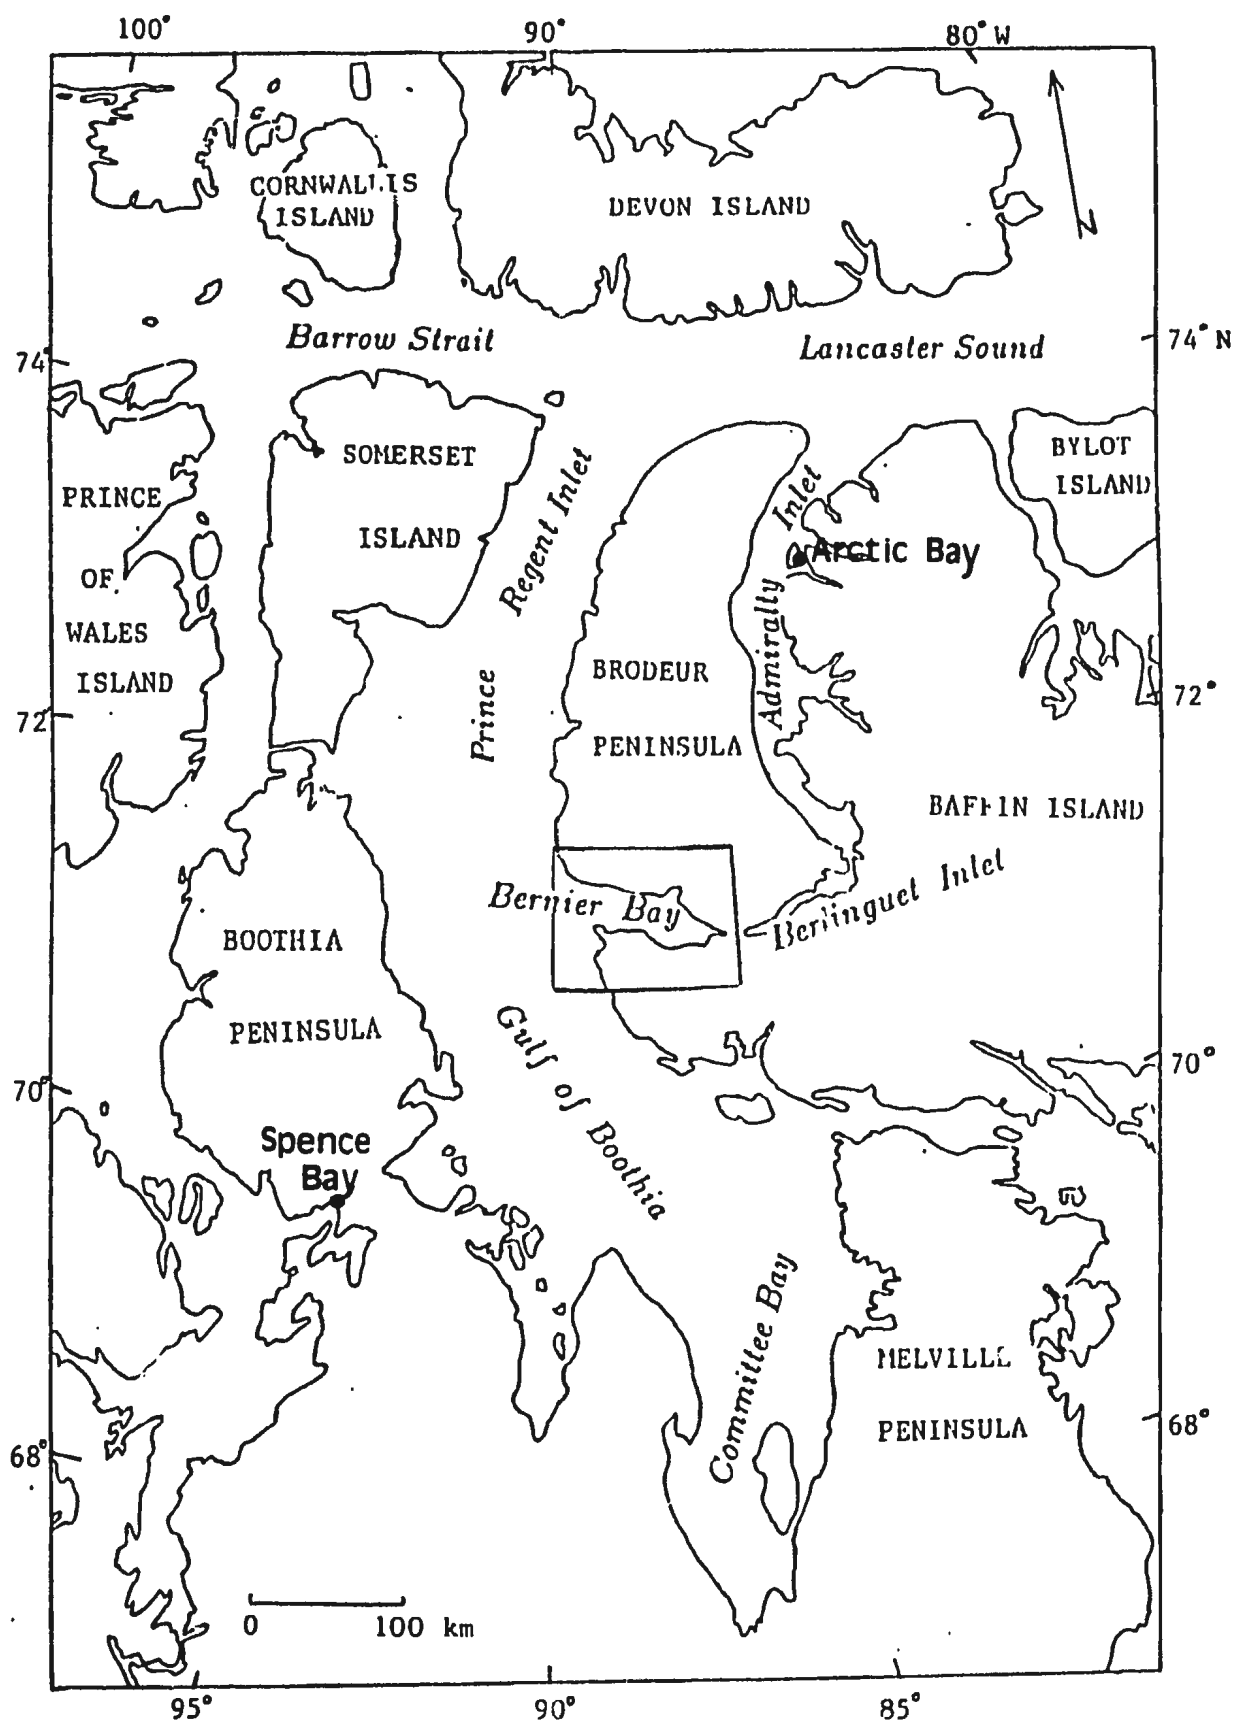 100°
90°
80° W
CORNWALLIS
ISLAND
DEVON ISLAND
Barrow Strait
Lancaster Sound
74°
74° N
SOMERSET
ISLAND
BYLOT
ISLAND
PRINCE
OF
WALES
ISLAND
Prince Regent Inlet
Admiralty Inlet
Arctic Bay
BRODEUR
PENINSULA
72°
72°
BAFFIN ISLAND
Bernier Bay
Berlinguet Inlet
BOOTHIA
PENINSULA
Gulf of Boothia
70°
70°
Spence
Bay
Committee Bay
MELVILLE
PENINSULA
68°
68°
0 100 km
95°
90°
85°